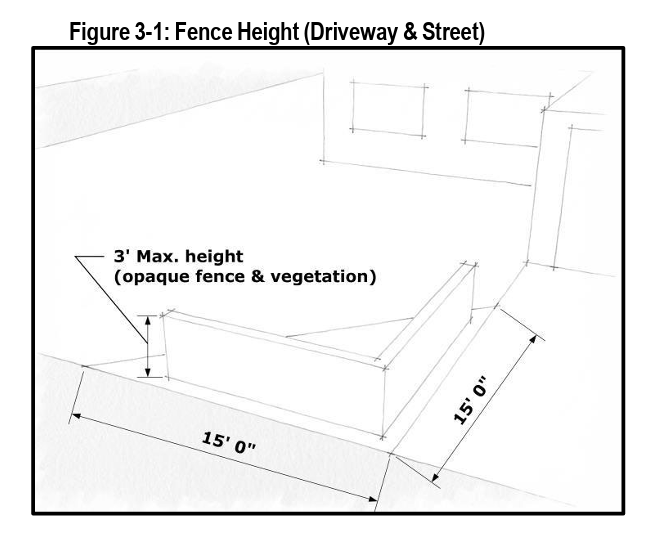 Figure 3-1: Fence Height (Driveway & Street)
3' Max. height
(opaque fence & vegetation)
15' 0"
15' 0"